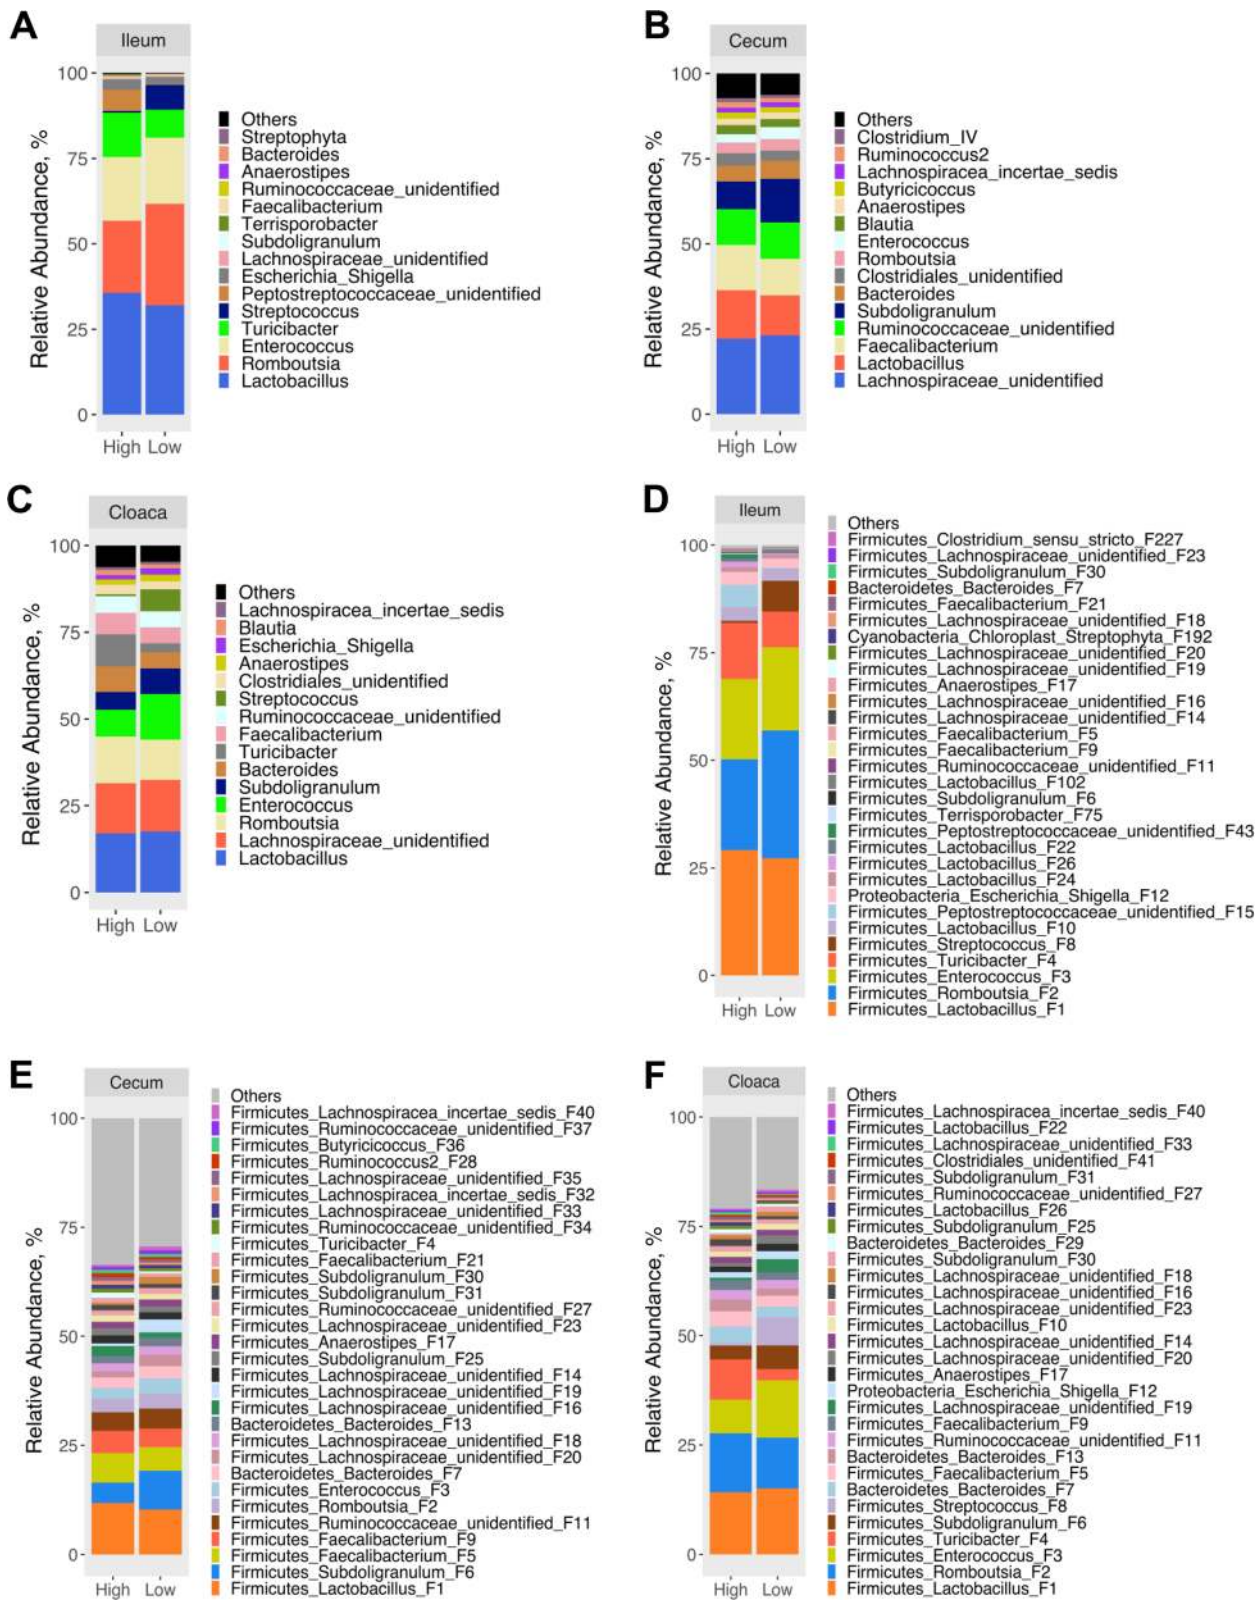 A
Ileum
Relative Abundance, %
100
75
50
25
0
High Low
Others
Streptophyta
Bacteroides
Anaerostipes
Ruminococcaceae_unidentified
Faecalibacterium
Terrisporobacter
Subdoligranulum
Lachnospiraceae_unidentified
Escherichia_Shigella
Peptostreptococcaceae_unidentified
Streptococcus
Turicibacter
Enterococcus
Romboutsia
Lactobacillus
B
Cecum
Relative Abundance, %
100
75
50
25
0
High Low
Others
Clostridium_IV
Ruminococcus2
Lachnospiracea_incertae_sedis
Butyricicoccus
Anaerostipes
Blautia
Enterococcus
Romboutsia
Clostridiales_unidentified
Bacteroides
Subdoligranulum
Ruminococcaceae_unidentified
Faecalibacterium
Lactobacillus
Lachnospiraceae_unidentified
C
Cloaca
Relative Abundance, %
100
75
50
25
0
High Low
Others
Lachnospiracea_incertae_sedis
Blautia
Escherichia_Shigella
Anaerostipes
Clostridiales_unidentified
Streptococcus
Ruminococcaceae_unidentified
Faecalibacterium
Turicibacter
Bacteroides
Subdoligranulum
Enterococcus
Romboutsia
Lachnospiraceae_unidentified
Lactobacillus
D
Ileum
Relative Abundance, %
100
75
50
25
0
High Low
Others
Firmicutes_Clostridium_sensu_stricto_F227
Firmicutes_Lachnospiraceae_unidentified_F23
Firmicutes_Subdoligranulum_F30
Bacteroidetes_Bacteroides_F7
Firmicutes_Faecalibacterium_F21
Firmicutes_Lachnospiraceae_unidentified_F18
Cyanobacteria_Chloroplast_Streptophyta_F192
Firmicutes_Lachnospiraceae_unidentified_F20
Firmicutes_Lachnospiraceae_unidentified_F19
Firmicutes_Anaerostipes_F17
Firmicutes_Lachnospiraceae_unidentified_F16
Firmicutes_Lachnospiraceae_unidentified_F14
Firmicutes_Faecalibacterium_F5
Firmicutes_Faecalibacterium_F9
Firmicutes_Ruminococcaceae_unidentified_F11
Firmicutes_Lactobacillus_F102
Firmicutes_Subdoligranulum_F6
Firmicutes_Terrisporobacter_F75
Firmicutes_Peptostreptococcaceae_unidentified_F43
Firmicutes_Lactobacillus_F22
Firmicutes_Lactobacillus_F26
Firmicutes_Lactobacillus_F24
Proteobacteria_Escherichia_Shigella_F12
Firmicutes_Peptostreptococcaceae_unidentified_F15
Firmicutes_Lactobacillus_F10
Firmicutes_Streptococcus_F8
Firmicutes_Turicibacter_F4
Firmicutes_Enterococcus_F3
Firmicutes_Romboutsia_F2
Firmicutes_Lactobacillus_F1
E
Cecum
Relative Abundance, %
100
75
50
25
0
High Low
Others
Firmicutes_Lachnospiracea_incertae_sedis_F40
Firmicutes_Ruminococcaceae_unidentified_F37
Firmicutes_Butyricicoccus_F36
Firmicutes_Ruminococcus2_F28
Firmicutes_Lachnospiraceae_unidentified_F35
Firmicutes_Lachnospiracea_incertae_sedis_F32
Firmicutes_Lachnospiraceae_unidentified_F33
Firmicutes_Ruminococcaceae_unidentified_F34
Firmicutes_Turicibacter_F4
Firmicutes_Faecalibacterium_F21
Firmicutes_Subdoligranulum_F30
Firmicutes_Subdoligranulum_F31
Firmicutes_Ruminococcaceae_unidentified_F27
Firmicutes_Lachnospiraceae_unidentified_F23
Firmicutes_Anaerostipes_F17
Firmicutes_Subdoligranulum_F25
Firmicutes_Lachnospiraceae_unidentified_F14
Firmicutes_Lachnospiraceae_unidentified_F19
Firmicutes_Lachnospiraceae_unidentified_F16
Bacteroidetes_Bacteroides_F13
Firmicutes_Lachnospiraceae_unidentified_F18
Firmicutes_Lachnospiraceae_unidentified_F20
Bacteroidetes_Bacteroides_F7
Firmicutes_Enterococcus_F3
Firmicutes_Romboutsia_F2
Firmicutes_Ruminococcaceae_unidentified_F11
Firmicutes_Faecalibacterium_F9
Firmicutes_Faecalibacterium_F5
Firmicutes_Subdoligranulum_F6
Firmicutes_Lactobacillus_F1
F
Cloaca
Relative Abundance, %
100
75
50
25
0
High Low
Others
Firmicutes_Lachnospiracea_incertae_sedis_F40
Firmicutes_Lactobacillus_F22
Firmicutes_Lachnospiraceae_unidentified_F33
Firmicutes_Clostridiales_unidentified_F41
Firmicutes_Subdoligranulum_F31
Firmicutes_Ruminococcaceae_unidentified_F27
Firmicutes_Lactobacillus_F26
Firmicutes_Subdoligranulum_F25
Bacteroidetes_Bacteroides_F29
Firmicutes_Subdoligranulum_F30
Firmicutes_Lachnospiraceae_unidentified_F18
Firmicutes_Lachnospiraceae_unidentified_F16
Firmicutes_Lachnospiraceae_unidentified_F23
Firmicutes_Lactobacillus_F10
Firmicutes_Lachnospiraceae_unidentified_F14
Firmicutes_Lachnospiraceae_unidentified_F20
Firmicutes_Anaerostipes_F17
Proteobacteria_Escherichia_Shigella_F12
Firmicutes_Lachnospiraceae_unidentified_F19
Firmicutes_Faecalibacterium_F9
Firmicutes_Ruminococcaceae_unidentified_F11
Bacteroidetes_Bacteroides_F13
Firmicutes_Faecalibacterium_F5
Bacteroidetes_Bacteroides_F7
Firmicutes_Streptococcus_F8
Firmicutes_Subdoligranulum_F6
Firmicutes_Turicibacter_F4
Firmicutes_Enterococcus_F3
Firmicutes_Romboutsia_F2
Firmicutes_Lactobacillus_F1